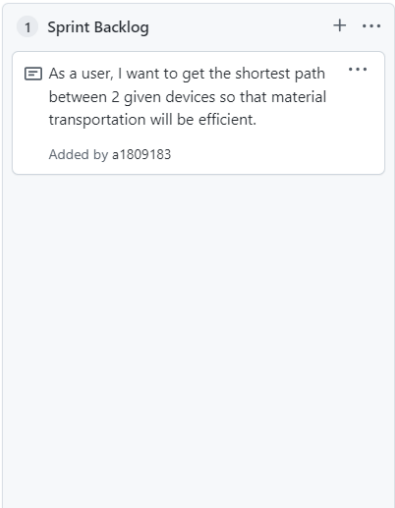 1 Sprint Backlog
As a user, I want to get the shortest path
between 2 given devices so that material
transportation will be efficient.
Added by a1809183